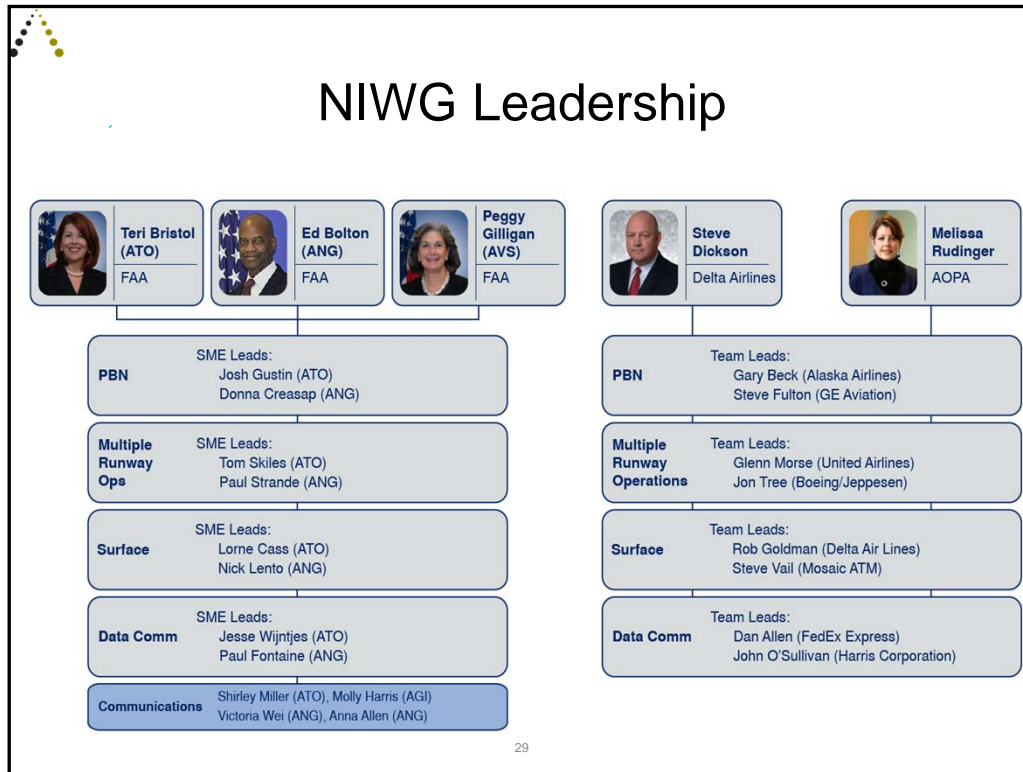 NIWG Leadership
Teri Bristol
(ATO)
FAA
Ed Bolton
(ANG)
FAA
Peggy
Gilligan
(AVS)
FAA
Steve
Dickson
Delta Airlines
Melissa
Rudinger
AOPA
PBN
SME Leads:
Josh Gustin (ATO)
Donna Creasap (ANG)
Multiple
Runway
Ops
SME Leads:
Tom Skiles (ATO)
Paul Strande (ANG)
Surface
SME Leads:
Lorne Cass (ATO)
Nick Lento (ANG)
Data Comm
SME Leads:
Jesse Wijntjes (ATO)
Paul Fontaine (ANG)
Communications
Shirley Miller (ATO), Molly Harris (AGI)
Victoria Wei (ANG), Anna Allen (ANG)
PBN
Team Leads:
Gary Beck (Alaska Airlines)
Steve Fulton (GE Aviation)
Multiple
Runway
Operations
Team Leads:
Glenn Morse (United Airlines)
Jon Tree (Boeing/Jeppesen)
Surface
Team Leads:
Rob Goldman (Delta Air Lines)
Steve Vail (Mosaic ATM)
Data Comm
Team Leads:
Dan Allen (FedEx Express)
John O'Sullivan (Harris Corporation)
29